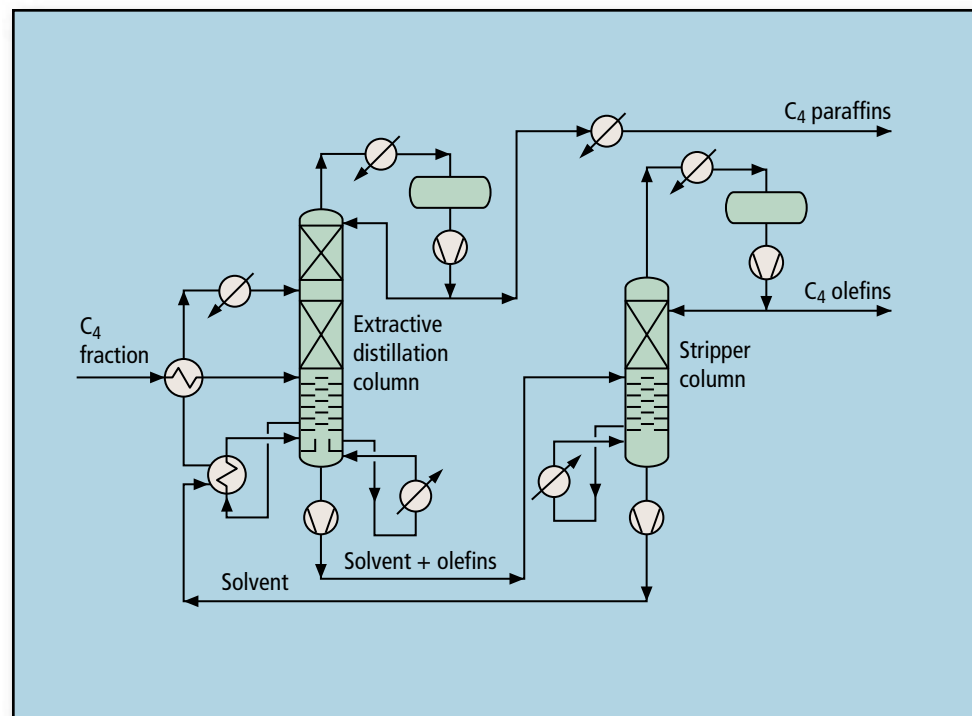 C4 paraffins
C4 olefins
C4
fraction
Extractive
distillation
column
Stripper
column
Solvent + olefins
Solvent